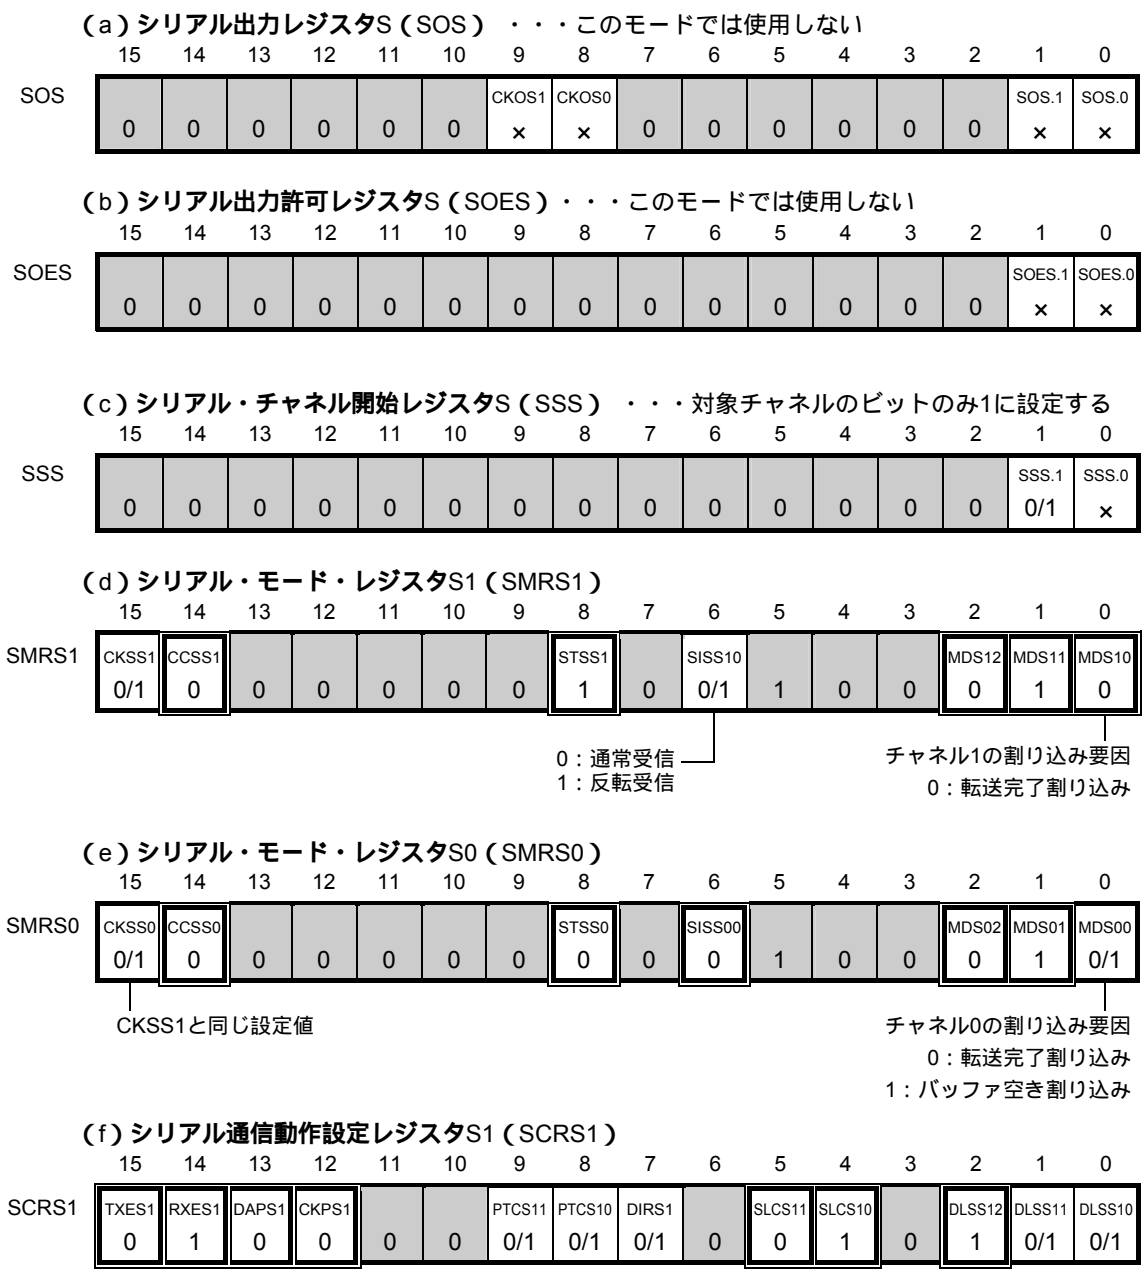 (a)シリアル出力レジスタS(SOS) ・・・このモードでは使用しない
15 14 13 12 11 10 9 8 7 6 5 4 3 2 1 0
SOS CKOS1 CKOS0 SOS.1 SOS.0
0 0 0 0 0 0 × × 0 0 0 0 0 0 × ×
(b)シリアル出力許可レジスタS(SOES)・・・このモードでは使用しない
15 14 13 12 11 10 9 8 7 6 5 4 3 2 1 0
SOES SOES.1 SOES.0
0 0 0 0 0 0 0 0 0 0 0 0 0 0 × ×
(c)シリアル・チャネル開始レジスタS(SSS) ・・・対象チャネルのビットのみ1に設定する
15 14 13 12 11 10 9 8 7 6 5 4 3 2 1 0
SSS SSS.1 SSS.0
0 0 0 0 0 0 0 0 0 0 0 0 0 0 0/1 ×
(d)シリアル・モード・レジスタS1(SMRS1)
15 14 13 12 11 10 9 8 7 6 5 4 3 2 1 0
SMRS1 CKSS1 CCSS1 STSS1 SISS10 MDS12 MDS11 MDS10
0/1 0 0 0 0 0 0 1 0 0/1 1 0 0 0 1 0
0:通常受信
1:反転受信
チャネル1の割り込み要因
0:転送完了割り込み
(e)シリアル・モード・レジスタS0(SMRS0)
15 14 13 12 11 10 9 8 7 6 5 4 3 2 1 0
SMRS0 CKSS0 CCSS0 STSS0 SISS00 MDS02 MDS01 MDS00
0/1 0 0 0 0 0 0 0 0 0 1 0 0 0 1 0/1
CKSS1と同じ設定値
チャネル0の割り込み要因
0:転送完了割り込み
1:バッファ空き割り込み
(f)シリアル通信動作設定レジスタS1(SCRS1)
15 14 13 12 11 10 9 8 7 6 5 4 3 2 1 0
SCRS1 TXES1 RXES1 DAPS1 CKPS1 PTCS11 PTCS10 DIRS1 SLCS11 SLCS10 DLSS12 DLSS11 DLSS10
0 1 0 0 0 0 0/1 0/1 0/1 0 0 1 0 1 0/1 0/1